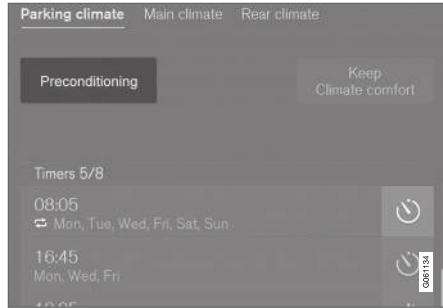 Parking climate Main climate Rear climate
Preconditioning
Keep
Climate comfort
Timers 5/8
08:05
Mon, Tue, Wed, Fri, Sat, Sun
16:45
Mon, Wed, Fri
G061134